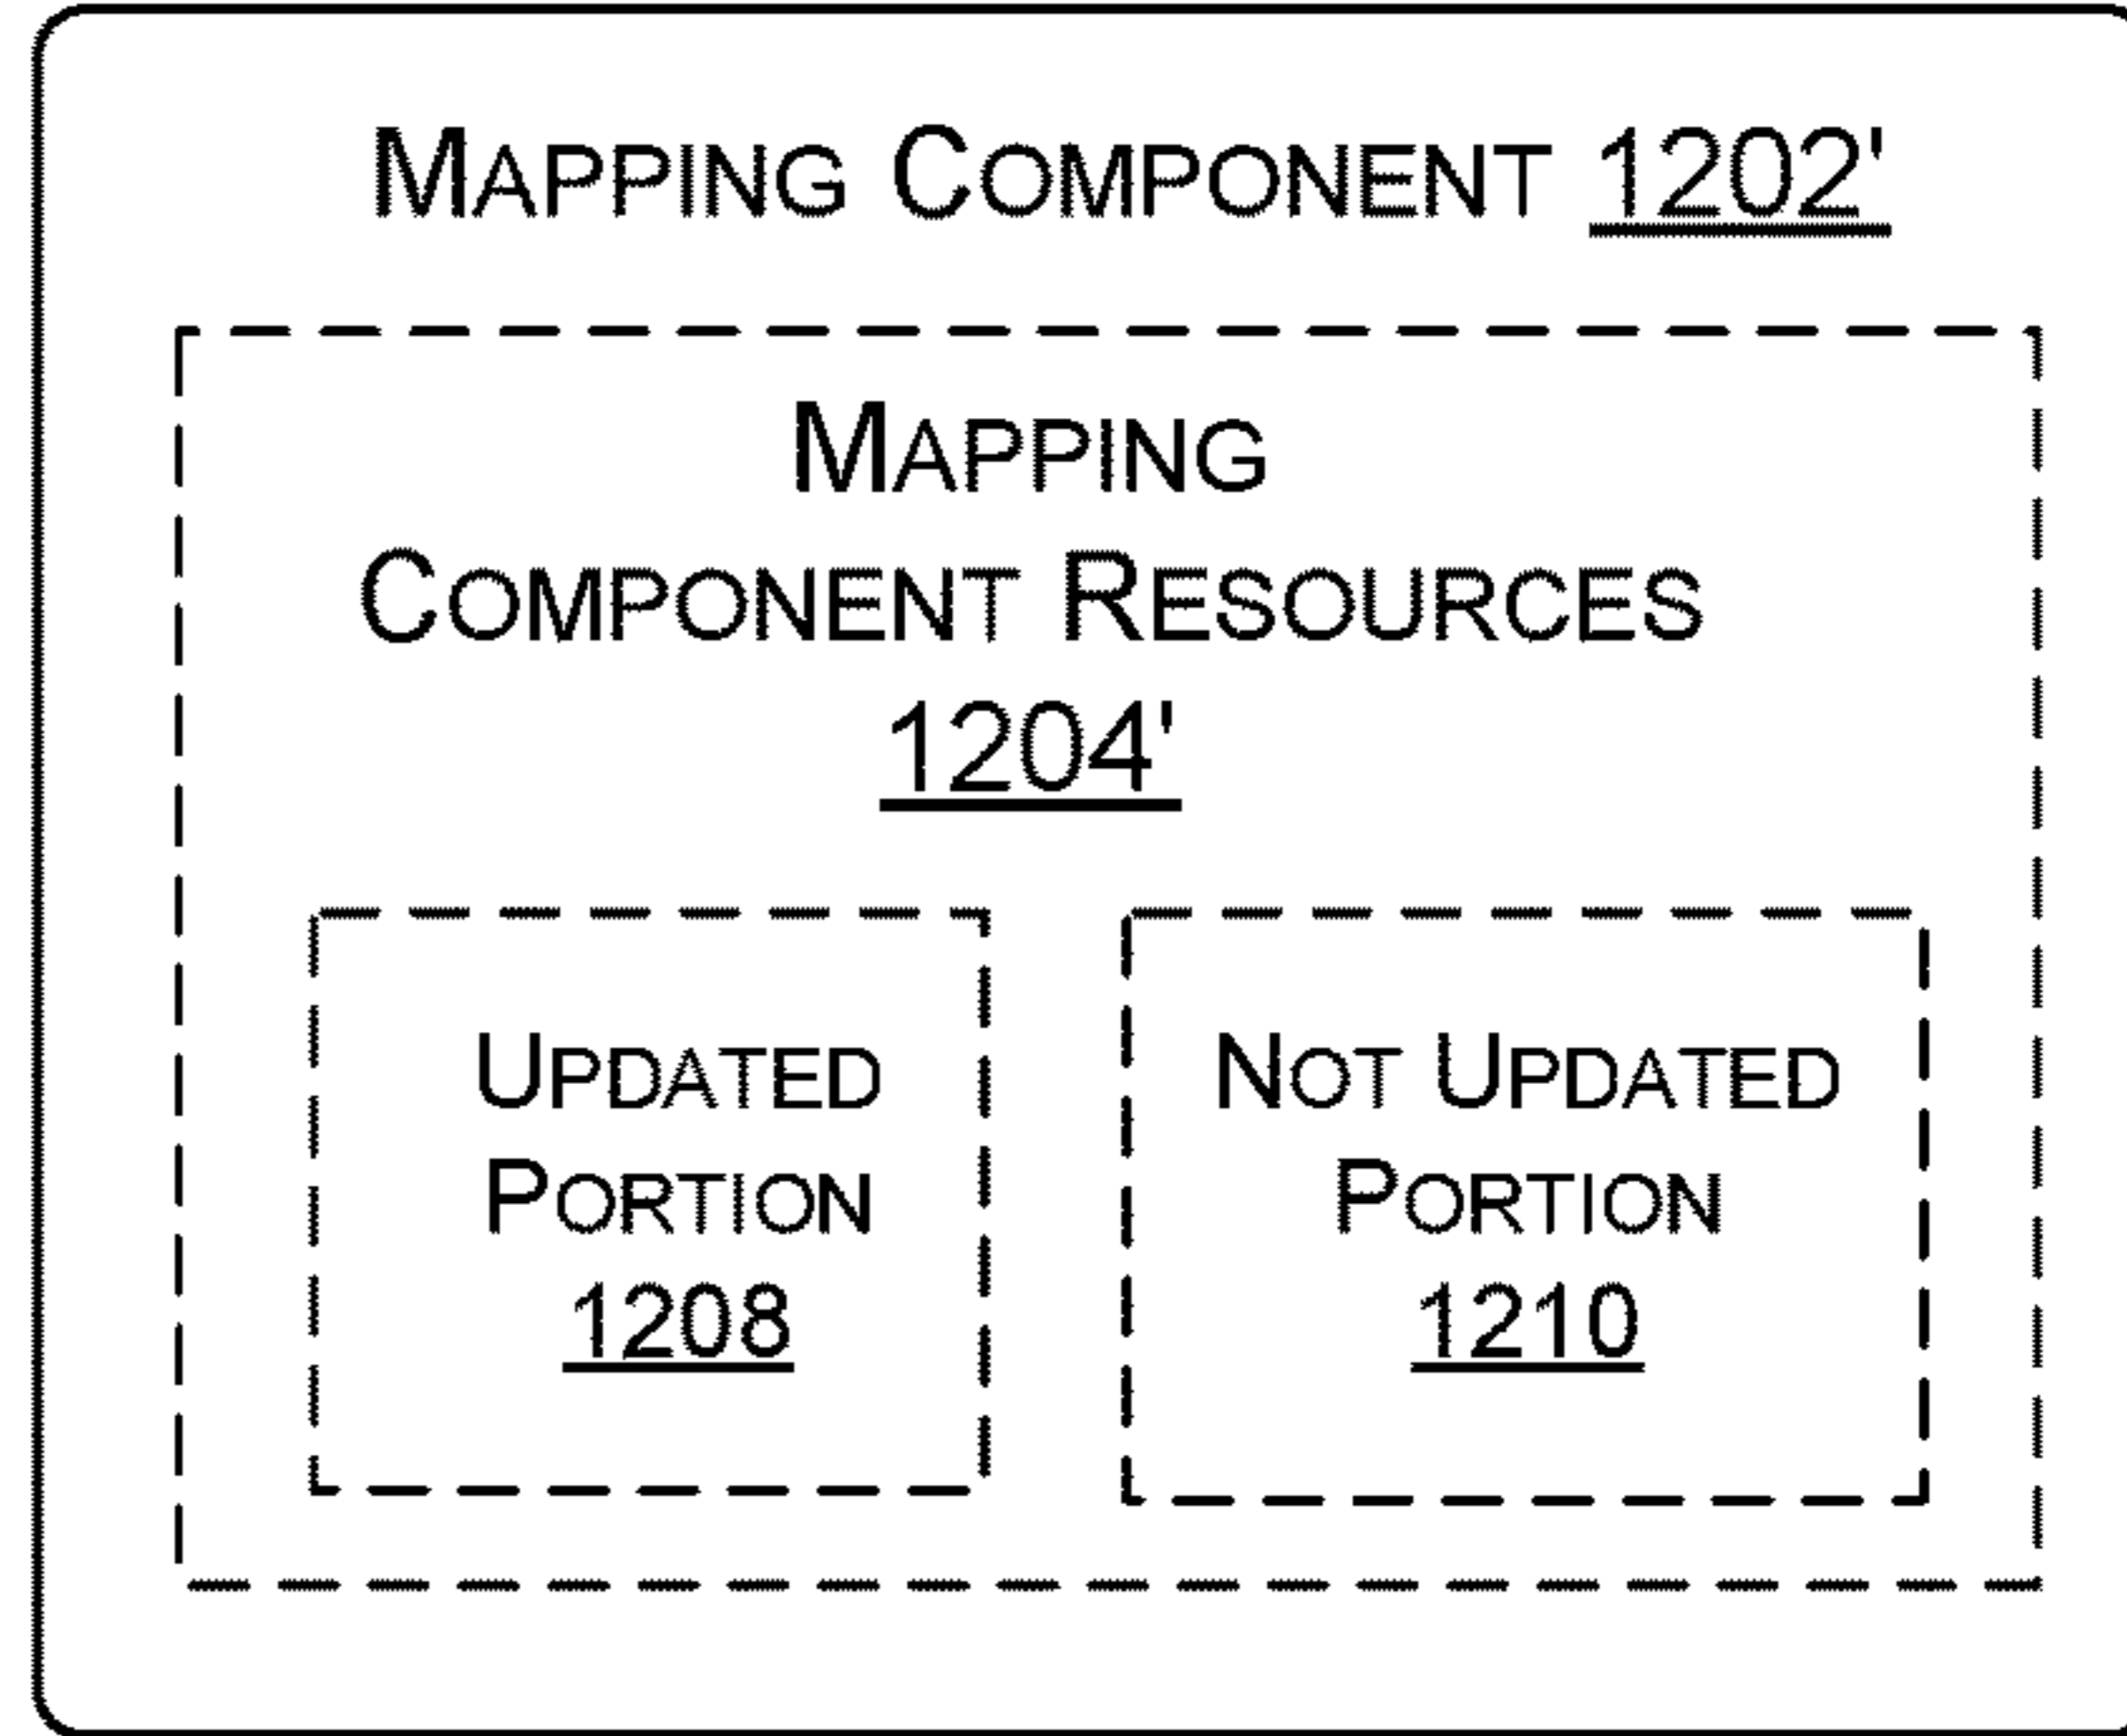 MAPPING COMPONENT 1202'
MAPPING
COMPONENT RESOURCES
1204'
UPDATED
PORTION
1208
NOT UPDATED
PORTION
1210